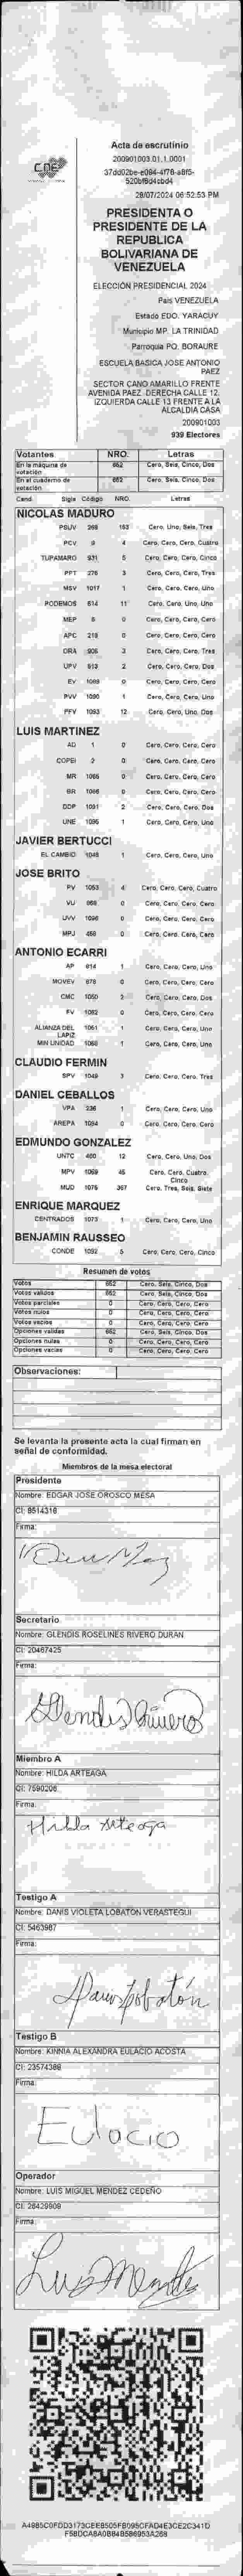 CNE
Acta de escrutinio
200901003.01.1.0001
28/07/2024 06:52:53 PM
PRESIDENTA O
PRESIDENTE DE LA
REPUBLICA
BOLIVARIANA DE
VENEZUELA
ELECCIÓN PRESIDENCIAL 2024
País VENEZUELA
Estado EDO. YARACUY
Municipio MP. LA TRINIDAD
Parroquia PQ. BORAURE
ESCUELA BASICA JOSE ANTONIO
PAEZ
SECTOR CANO AMARILLO FRENTE
AVENIDA PAEZ. DERECHA CALLE 12.
IZQUIERDA CALLE 13 FRENTE A LA
ALCALDIA CASA
200901003
939 Electores
Votantes NRO. Letras
En la máquina de votación 662 Cero, Seis, Cinco, Dos
En el cuaderno de votación 652 Cero, Seis, Cinco, Dos
Cand. Sigla Código NRO. Letras
NICOLAS MADURO
PSUV 163 Cero, Uno, Seis, Tres
PCV 4 Cero, Cero, Cero, Cuatro
TUPAMARO 931 5 Cero, Cero, Cero, Cinco
PPT 276 3 Cero, Cero, Cero, Tres
MSV 1017 1 Cero, Cero, Cero, Uno
PODEMOS 514 11 Cero, Cero, Uno, Uno
MEP 0 Cero, Cero, Cero, Cero
APC 219 0 Cero, Cero, Cero, Cero
ORA 906 3 Cero, Cero, Cero, Tres
UPV 513 2 Cero, Cero, Cero, Dos
EV 1089 0 Cero, Cero, Cero, Cero
PVV 1090 1 Cero, Cero, Cero, Uno
PFV 1093 12 Cero, Cero, Uno, Dos
LUIS MARTINEZ
AD 1 0 Cero, Cero, Cero, Cero
COPEI 2 0 Cero, Cero, Cero, Cero
MR 1065 0 Cero, Cero, Cero, Cero
BR 1066 0 Cero, Cero, Cero, Cero
DDP 1091 2 Cero, Cero, Cero, Dos
UNE 1095 1 Cero, Cero, Cero, Uno
JAVIER BERTUCCI
EL CAMBIO 1048 1 Cero, Cero, Cero, Uno
JOSE BRITO
PV 1053 4 Cero, Cero, Cero, Cuatro
VU 868 0 Cero, Cero, Cero, Cero
UVV 1096 0 Cero, Cero, Cero, Cero
MPJ 458 0 Cero, Cero, Cero, Cero
ANTONIO ECARRI
AP 914 1 Cero, Cero, Cero, Uno
MOVEV 978 0 Cero, Cero, Cero, Cero
CMC 1050 2 Cero, Cero, Cero, Dos
FV 1082 0 Cero, Cero, Cero, Cero
ALIANZA DEL LAPIZ 1061 1 Cero, Cero, Cero, Uno
MIN UNIDAD 1068 1 Cero, Cero, Cero, Uno
CLAUDIO FERMIN
SPV 1049 3 Cero, Cero, Cero, Tres
DANIEL CEBALLOS
VPA 236 1 Cero, Cero, Cero, Uno
AREPA 1094 0 Cero, Cero, Cero, Cero
EDMUNDO GONZALEZ
UNTC 400 12 Cero, Cero, Uno, Dos
MPV 1069 45 Cero, Cero, Cuatro, Cinco
MUD 1075 367 Cero, Tres, Seis, Siete
ENRIQUE MARQUEZ
CENTRADOS 1073 1 Cero, Cero, Cero, Uno
BENJAMIN RAUSSEO
CONDE 1092 5 Cero, Cero, Cero, Cinco
Resumen de votos
Votos 652 Cero, Seis, Cinco, Dos
Votos validos 652 Cero, Seis, Cinco, Dos
Votos parciales 0 Cero, Cero, Cero, Cero
Votos nulos 0 Cero, Cero, Cero, Cero
Votos vacios 0 Cero, Cero, Cero, Cero
Opciones validas 652 Cero, Seis, Cinco, Dos
Opciones nulas 0 Cero, Cero, Cero, Cero
Opciones vacias 0 Cero, Cero, Cero, Cero
Observaciones:
Se levanta la presente acta la cual firman en
señal de conformidad.
Miembros de la mesa electoral
Presidente
Nombre: EDGAR JOSE OROSCO MESA
CI: 8514316
Firma:
Secretario
Nombre: GLENDIS ROSELINES RIVERO DURAN
CI: 20467425
Firma:
Glendis Rivero
Miembro A
Nombre: HILDA ARTEAGA
CI: 7590206
Firma:
Hilda Arteaga
Testigo A
Nombre: DANIS VIOLETA LOBATON VERASTEGUI
CI: 5463987
Firma:
Danis Lobatón
Testigo B
Nombre: KINNIA ALEXANDRA EULACIO ACOSTA
CI: 23574388
Firma:
Eulacio
Operador
Nombre: LUIS MIGUEL MENDEZ CEDEÑO
CI: 28429909
Firma:
Luis Mendez